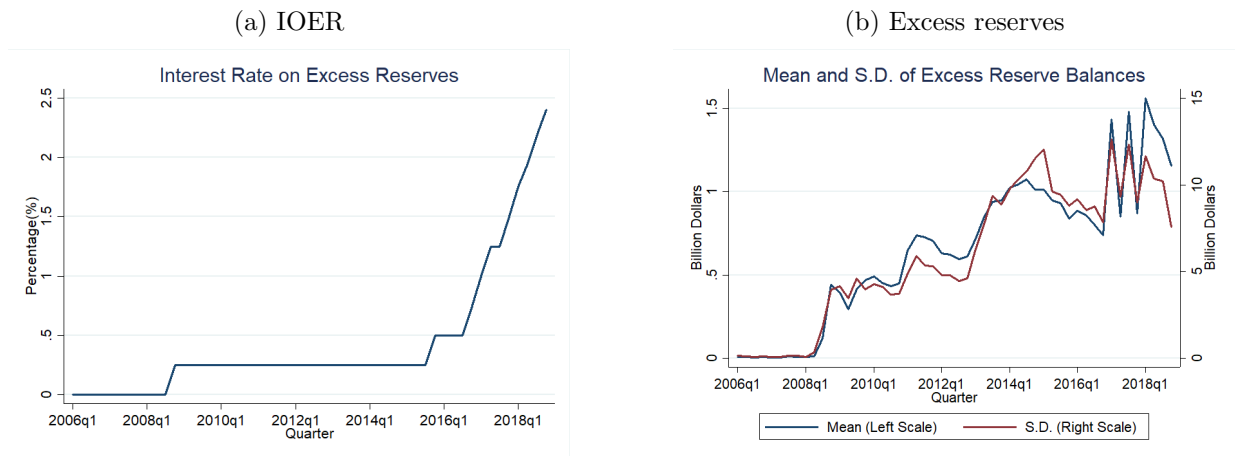 (a) IOER
Interest Rate on Excess Reserves
Percentage(%)
2.5
2
1.5
1
.5
0
2006q1 2008q1 2010q1 2012q1 2014q1 2016q1 2018q1
Quarter
(b) Excess reserves
Mean and S.D. of Excess Reserve Balances
Billion Dollars
1.5
1
.5
0
15
10
5
0
Billion Dollars
2006q1 2008q1 2010q1 2012q1 2014q1 2016q1 2018q1
Quarter
Mean (Left Scale) S.D. (Right Scale)